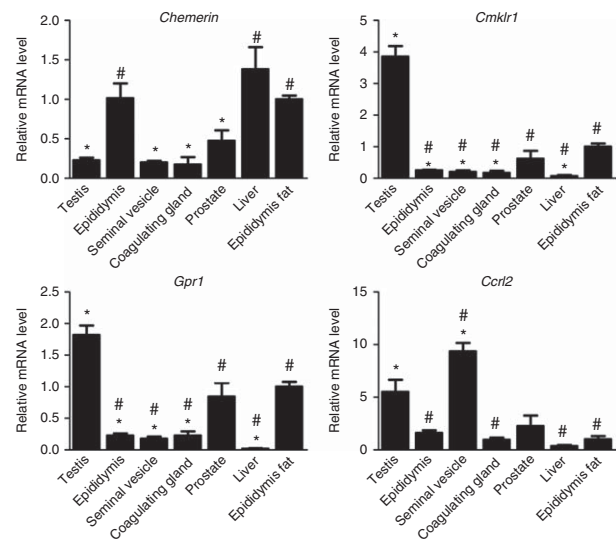 Chemerin
Relative mRNA level
2.0
1.5
1.0
0.5
0.0
* # * * * # #
Testis
Epididymis
Seminal vesicle
Coagulating gland
Prostate
Liver
Epididymis fat
Cmklr1
Relative mRNA level
5
4
3
2
1
0
* # # # # # #
* * * *
Testis
Epididymis
Seminal vesicle
Coagulating gland
Prostate
Liver
Epididymis fat
Gpr1
Relative mRNA level
2.5
2.0
1.5
1.0
0.5
0.0
* # # # # # #
* * * *
Testis
Epididymis
Seminal vesicle
Coagulating gland
Prostate
Liver
Epididymis fat
Ccrl2
Relative mRNA level
15
10
5
0
* # # # # #
*
Testis
Epididymis
Seminal vesicle
Coagulating gland
Prostate
Liver
Epididymis fat